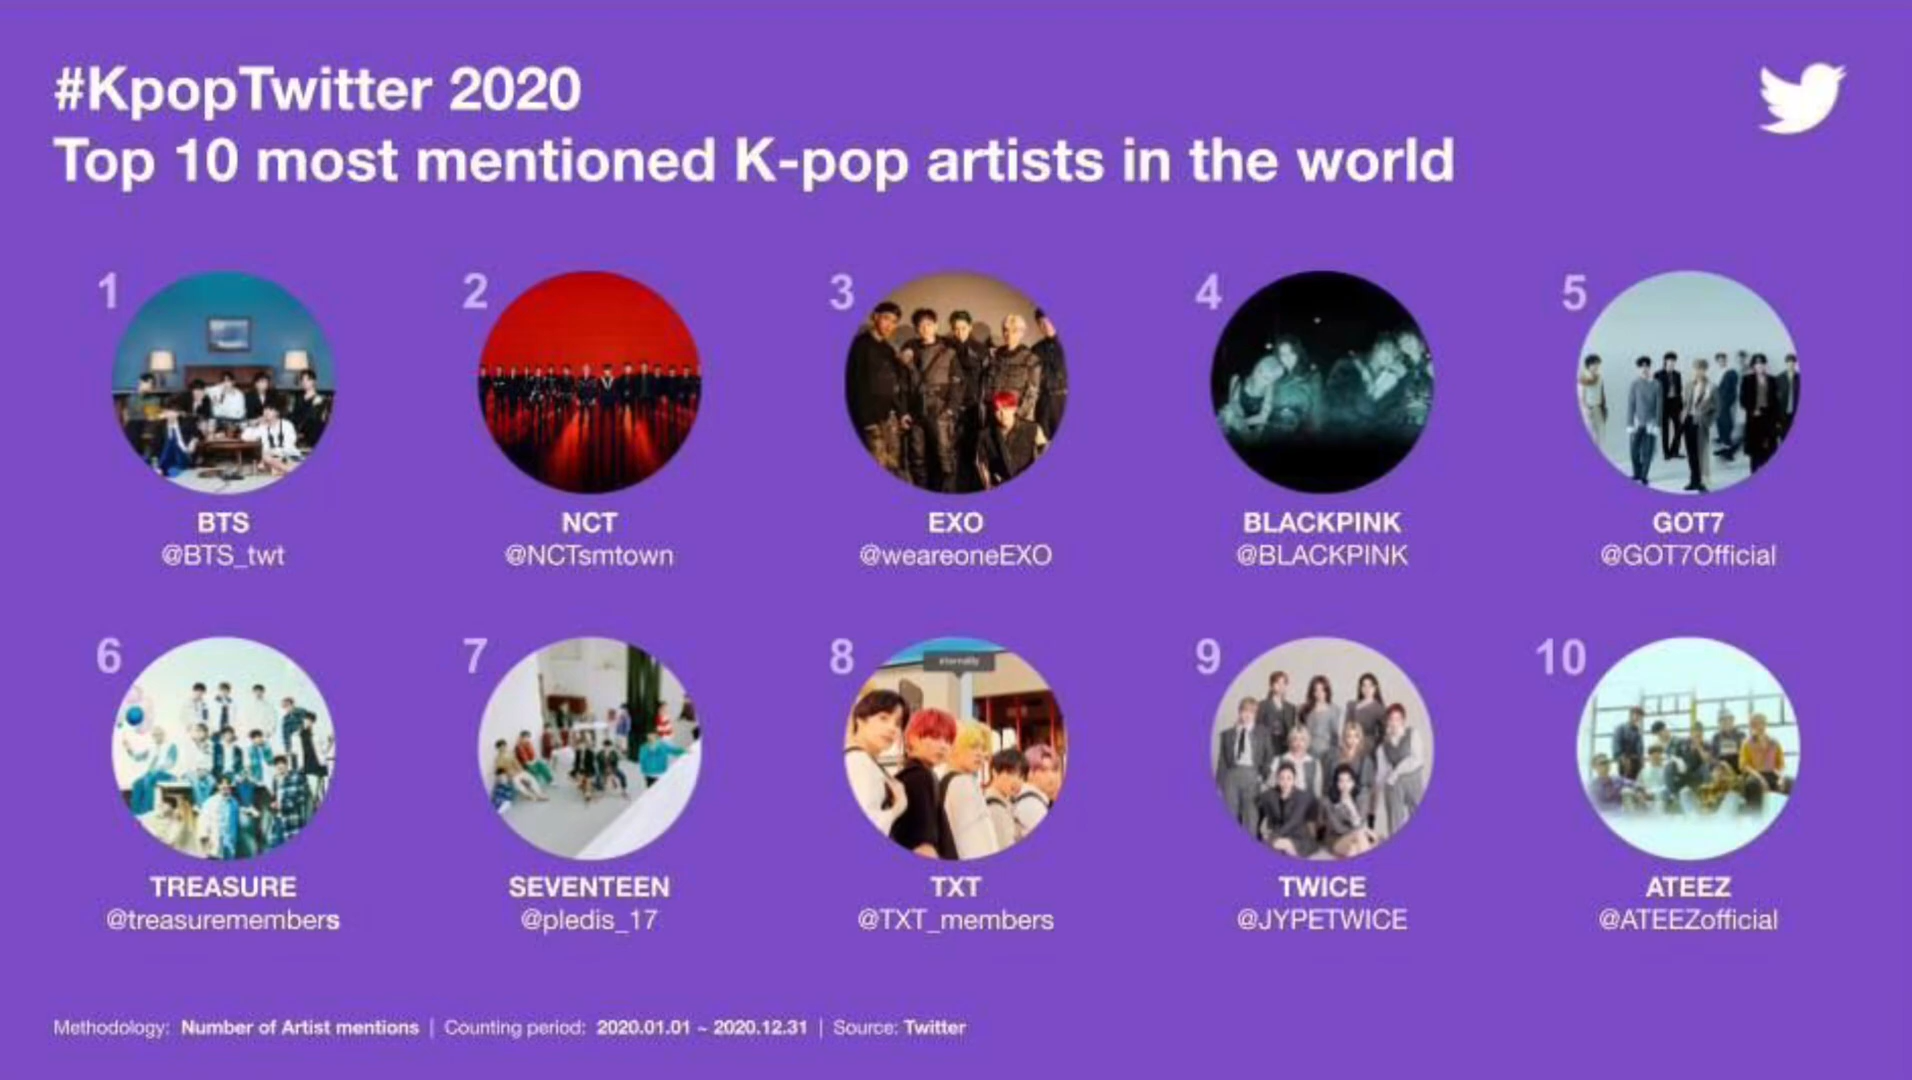 #KpopTwitter 2020
Top 10 most mentioned K-pop artists in the world
1
2
3
4
5
BTS
@BTS_twt
NCT
@NCTsmtown
EXO
@weareoneEXO
BLACKPINK
@BLACKPINK
GOT7
@GOT7Official
6
7
8
9
10
eternally
TREASURE
@treasuremembers
SEVENTEEN
@pledis_17
TXT
@TXT_members
TWICE
@JYPETWICE
ATEEZ
@ATEEZofficial
Methodology: Number of Artist mentions | Counting period: 2020.01.01 ~ 2020.12.31 | Source: Twitter